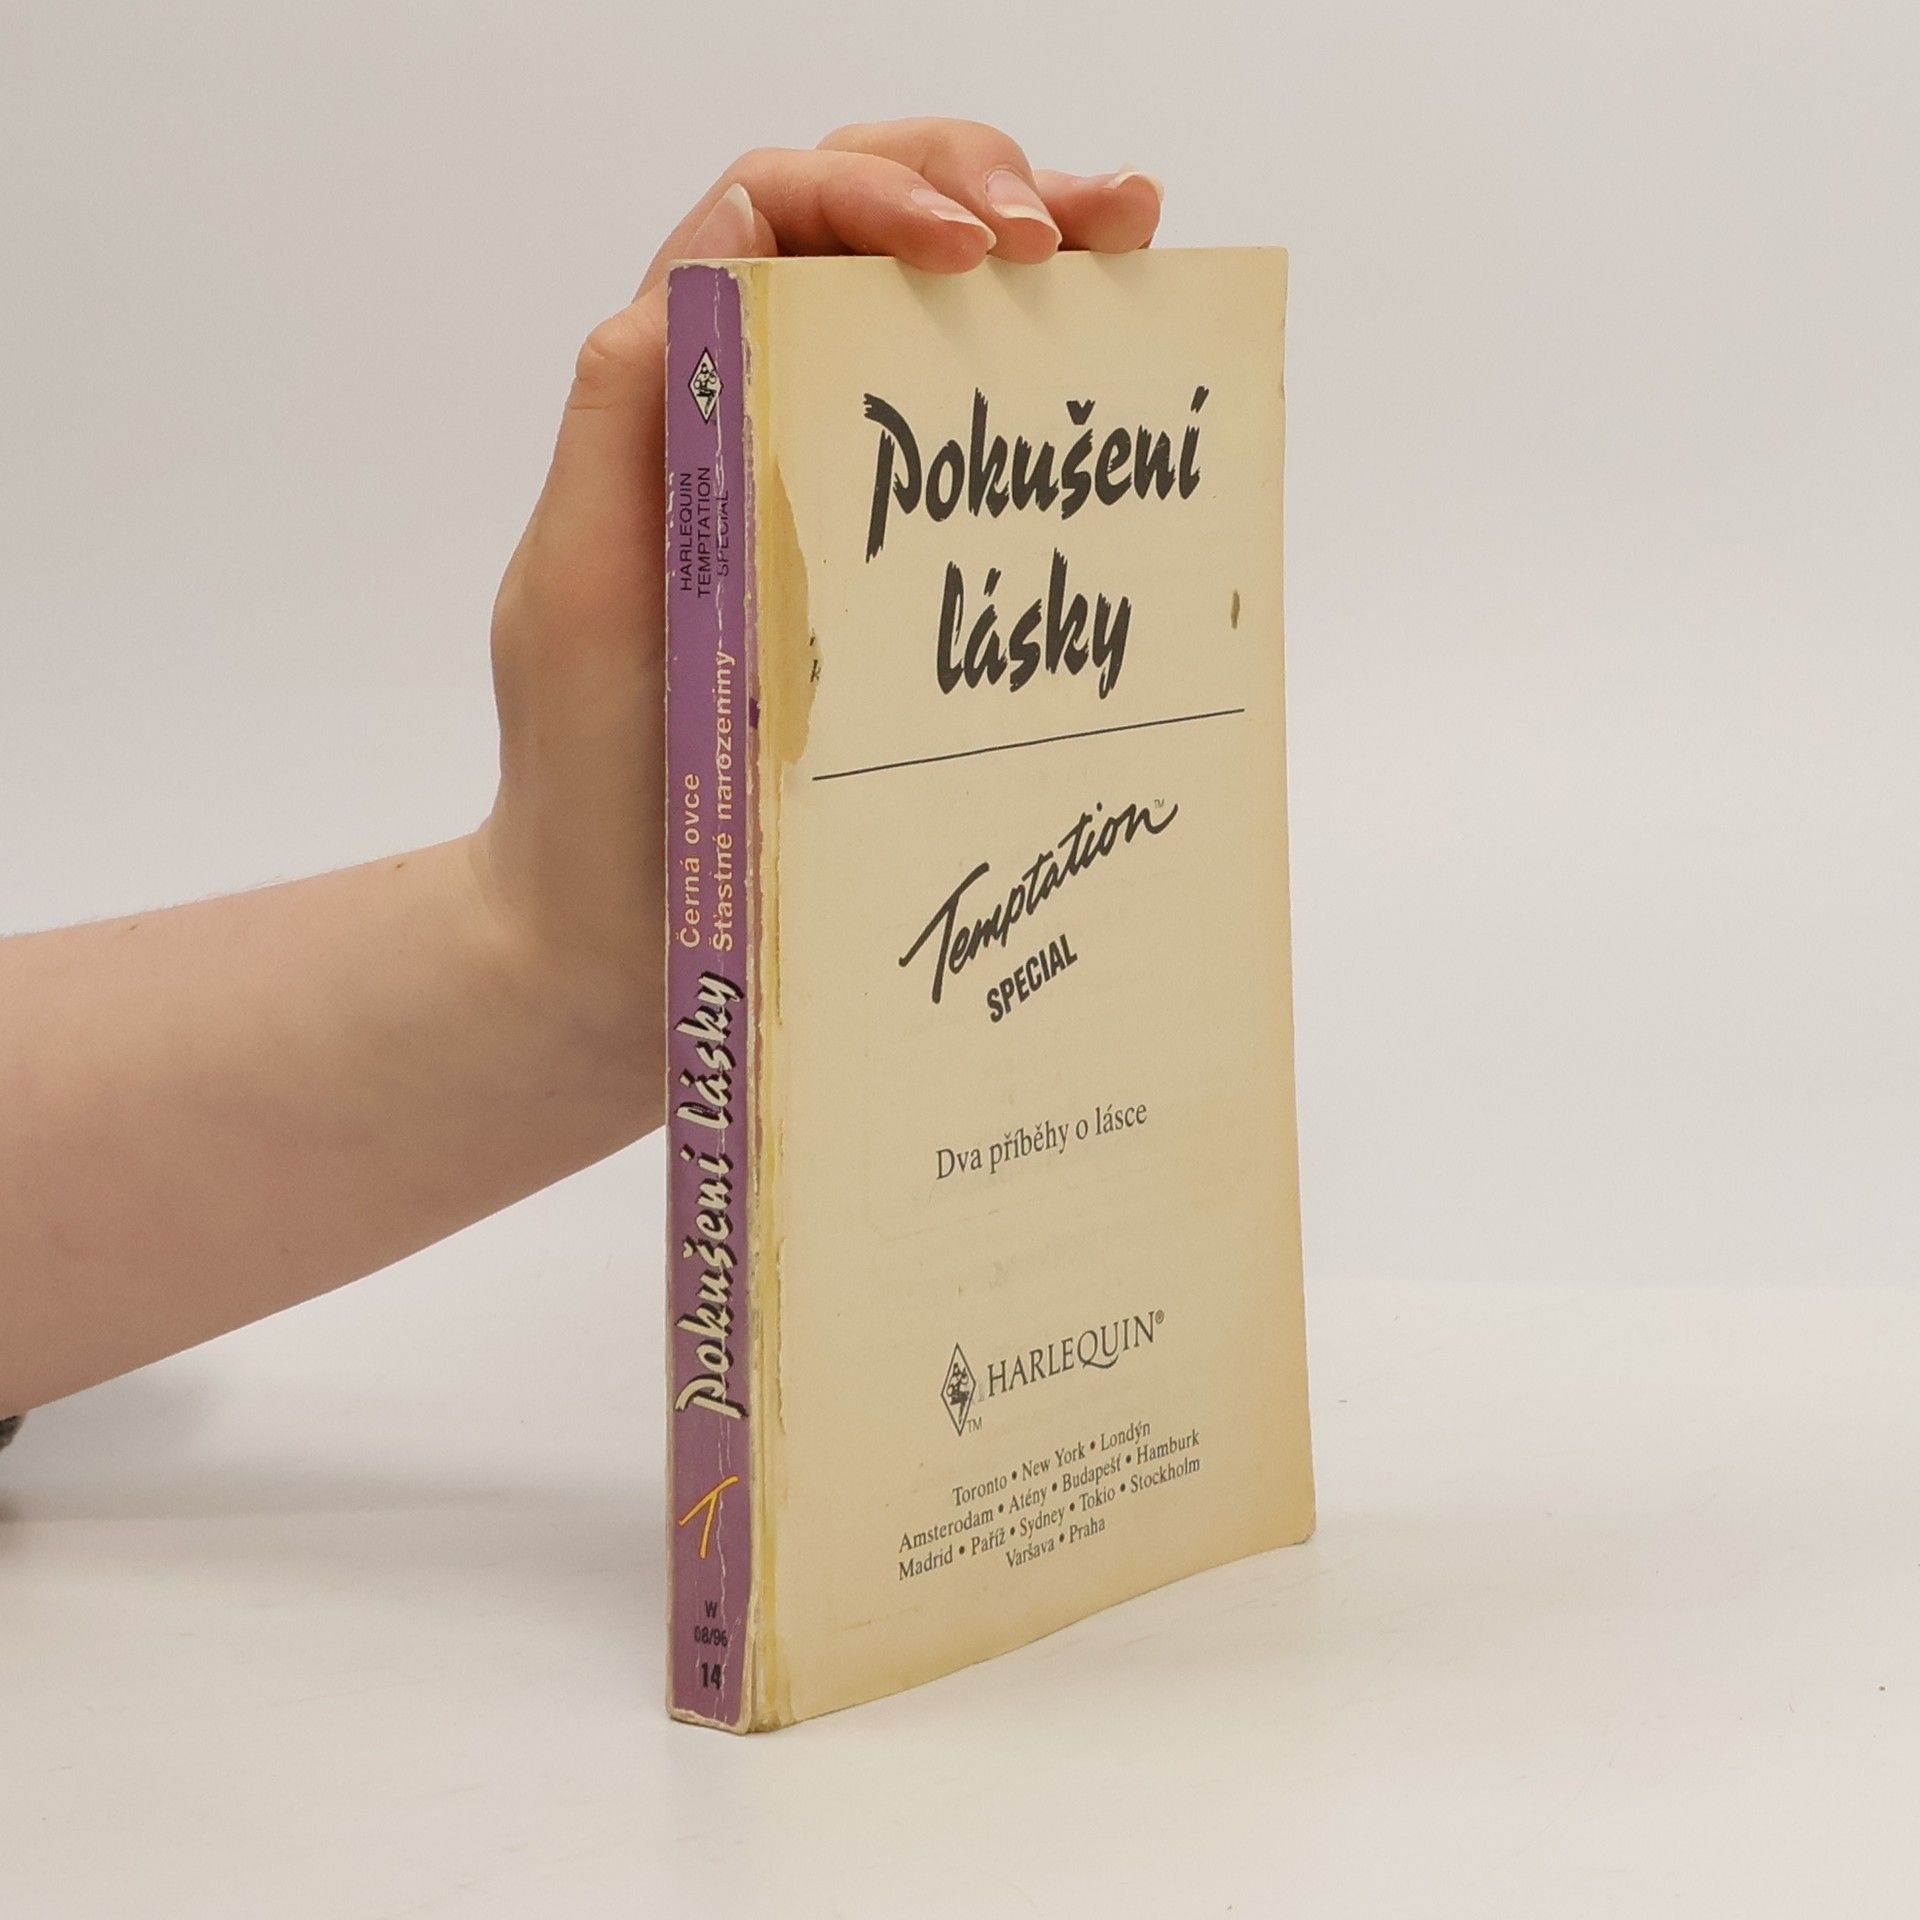 HARLEQUIN
TEMPTATION
SPECIAL
Černá ovce
Šťastné narozeniny
Pokušení lásky
T
W
08/96
14
Pokušení
lásky
Temptation™
SPECIAL
Dva příběhy o lásce
HARLEQUIN®
TM
Toronto • New York • Londýn
Amsterodam • Atény • Budapešť • Hamburk
Madrid • Paříž • Sydney • Tokio • Stockholm
Varšava • Praha